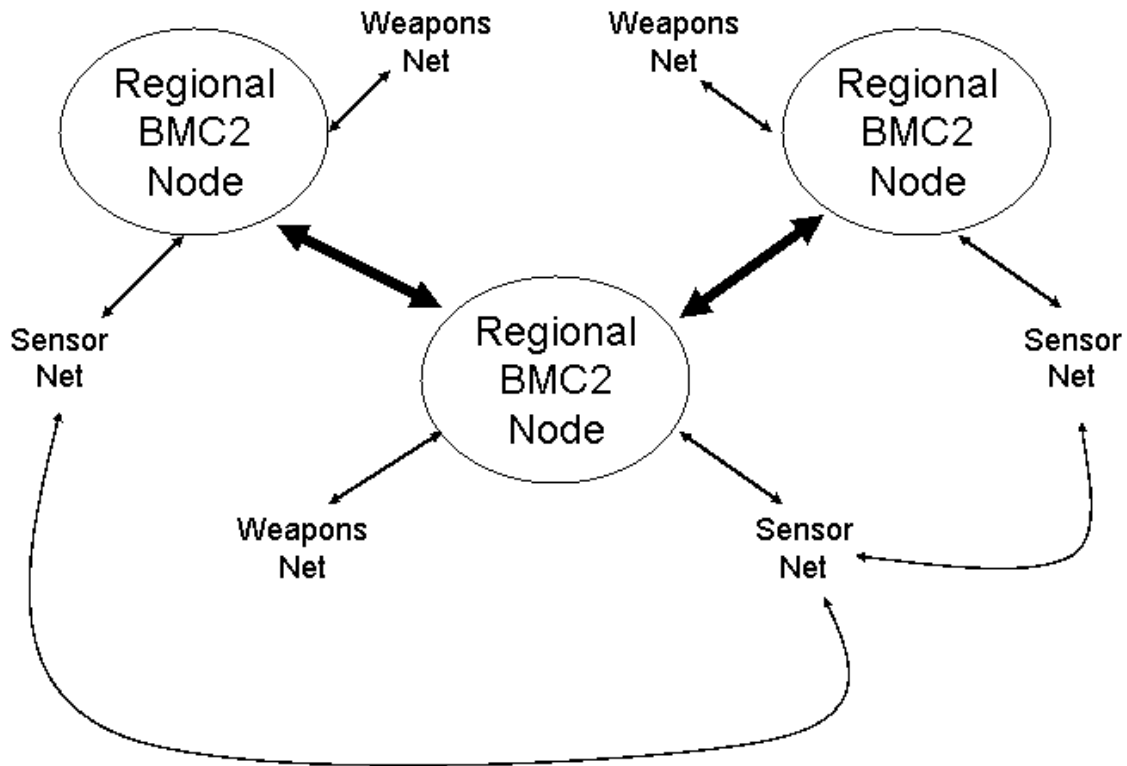 Weapons
Net
Weapons
Net
Regional
BMC2
Node
Regional
BMC2
Node
Sensor
Net
Regional
BMC2
Node
Sensor
Net
Weapons
Net
Sensor
Net